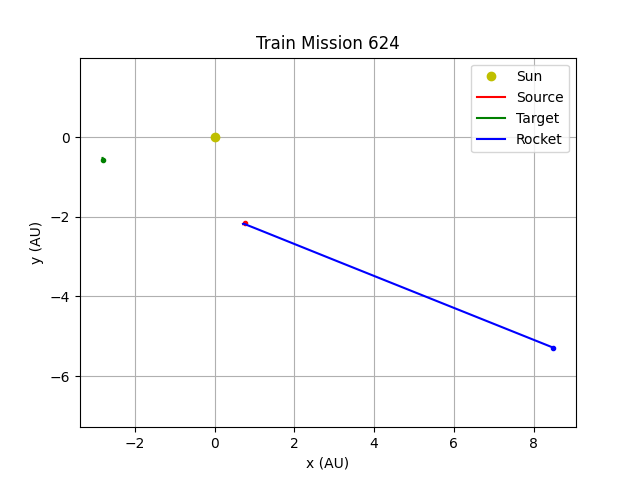 Train Mission 624
Sun
Source
Target
Rocket
0
−2
−4
−6
y (AU)
−2
0
2
4
6
8
x (AU)